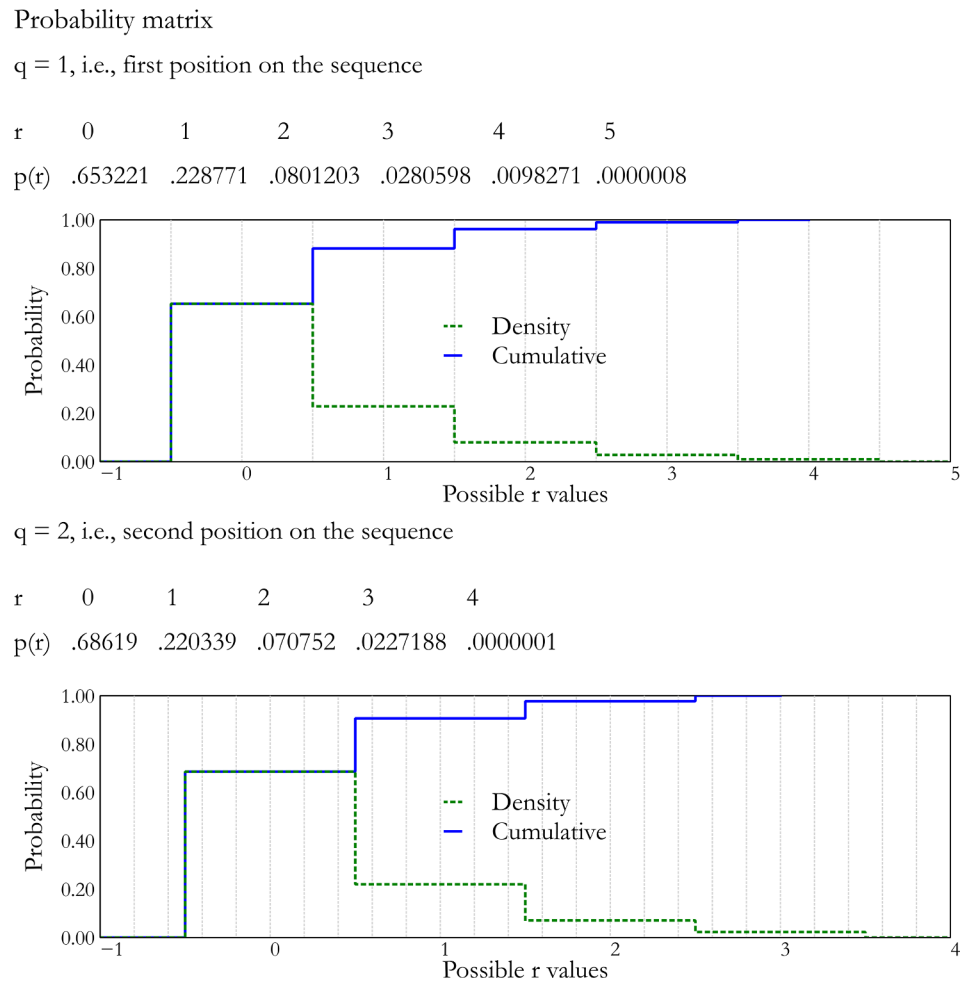 Probability matrix
q = 1, i.e., first position on the sequence
r 0 1 2 3 4 5
p(r) .653221 .228771 .0801203 .0280598 .0098271 .0000008
1.00
0.80
0.60
0.40
0.20
0.00
Probability
Density
Cumulative
−1 0 1 2 3 4 5
Possible r values
q = 2, i.e., second position on the sequence
r 0 1 2 3 4
p(r) .68619 .220339 .070752 .0227188 .0000001
1.00
0.80
0.60
0.40
0.20
0.00
Probability
Density
Cumulative
−1 0 1 2 3 4
Possible r values